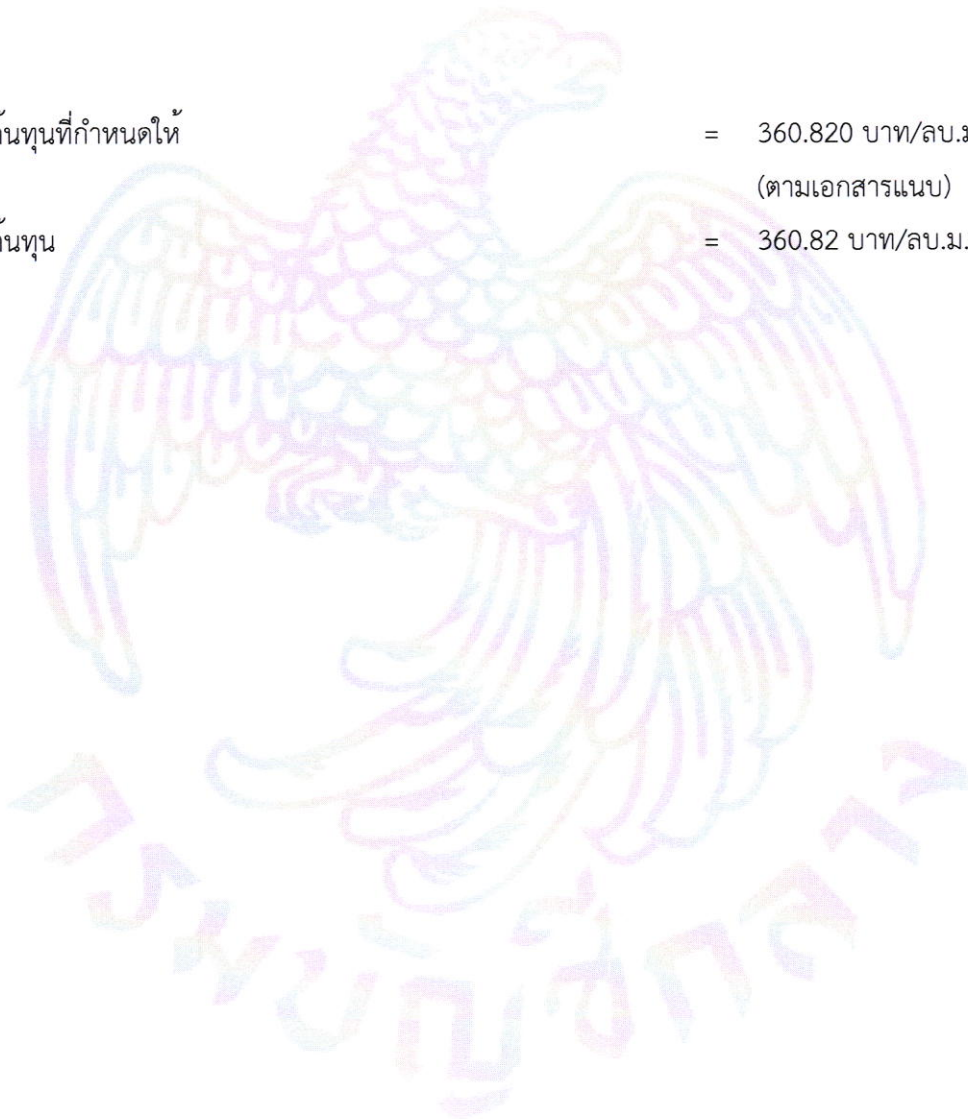 ต้นทุนที่กำหนดให้ = 360.820 บาท/ลบ.ม
(ตามเอกสารแนบ)
ต้นทุน = 360.82 บาท/ลบ.ม.
กรมบัญชีกลาง